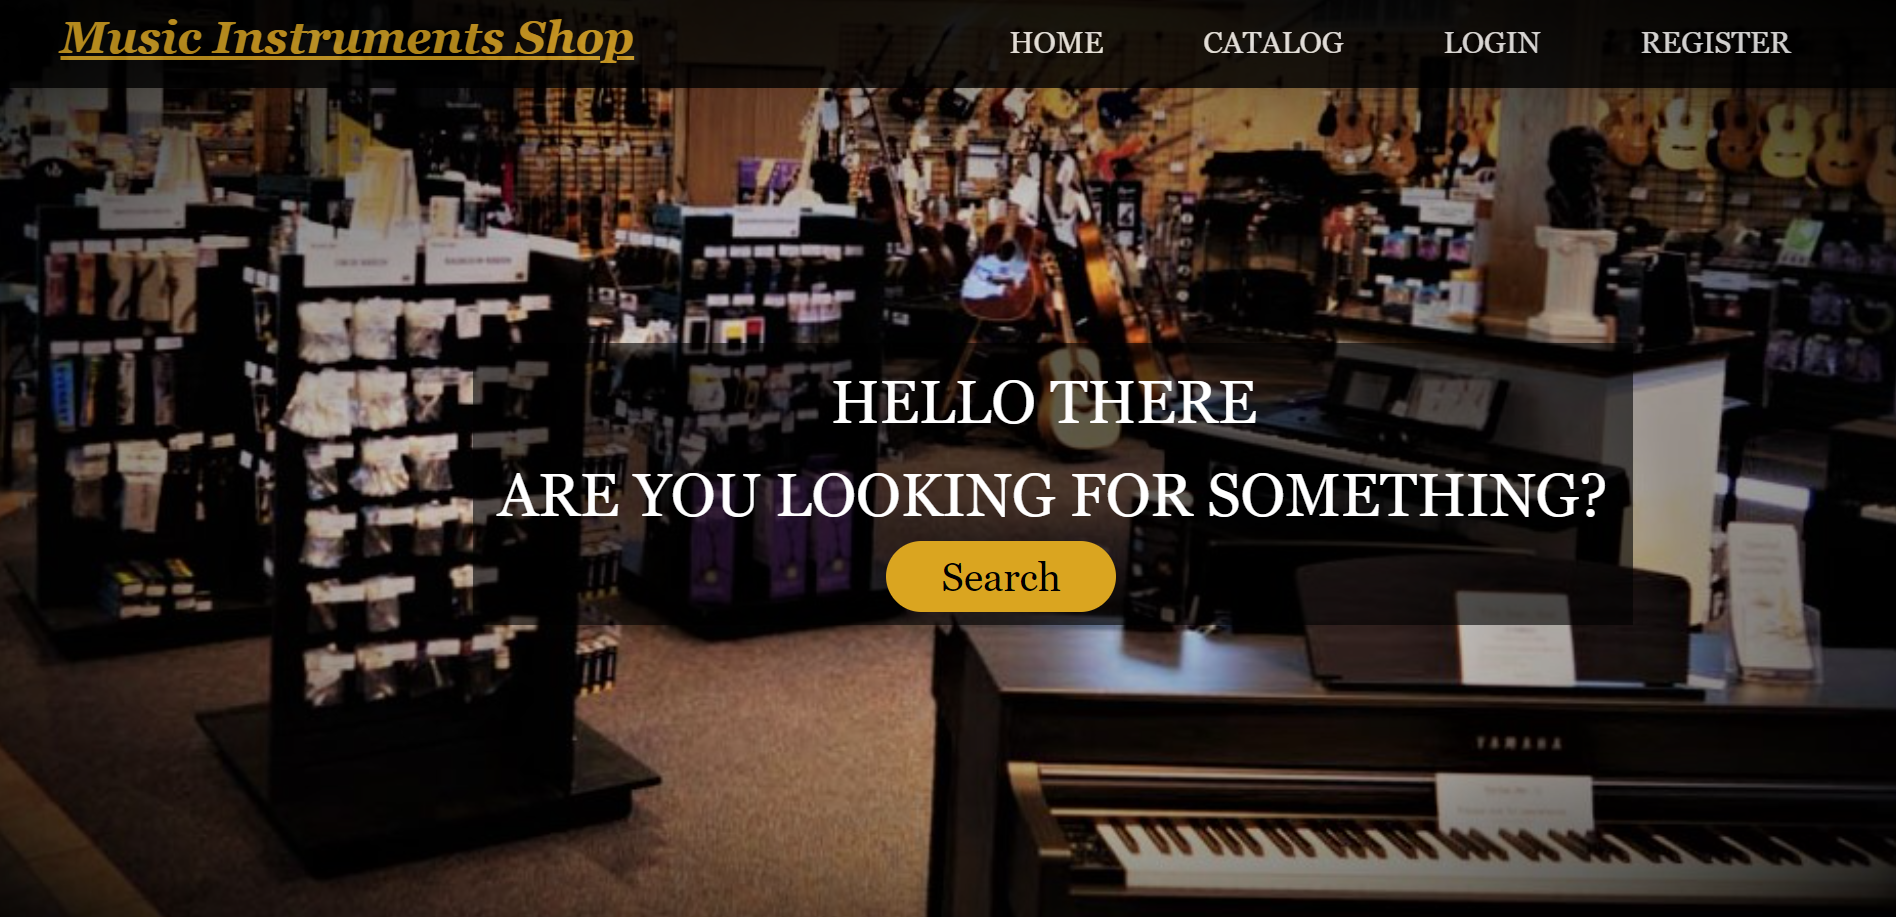 Music Instruments Shop
HOME
CATALOG
LOGIN
REGISTER
HELLO THERE
ARE YOU LOOKING FOR SOMETHING?
Search
YAMAHA